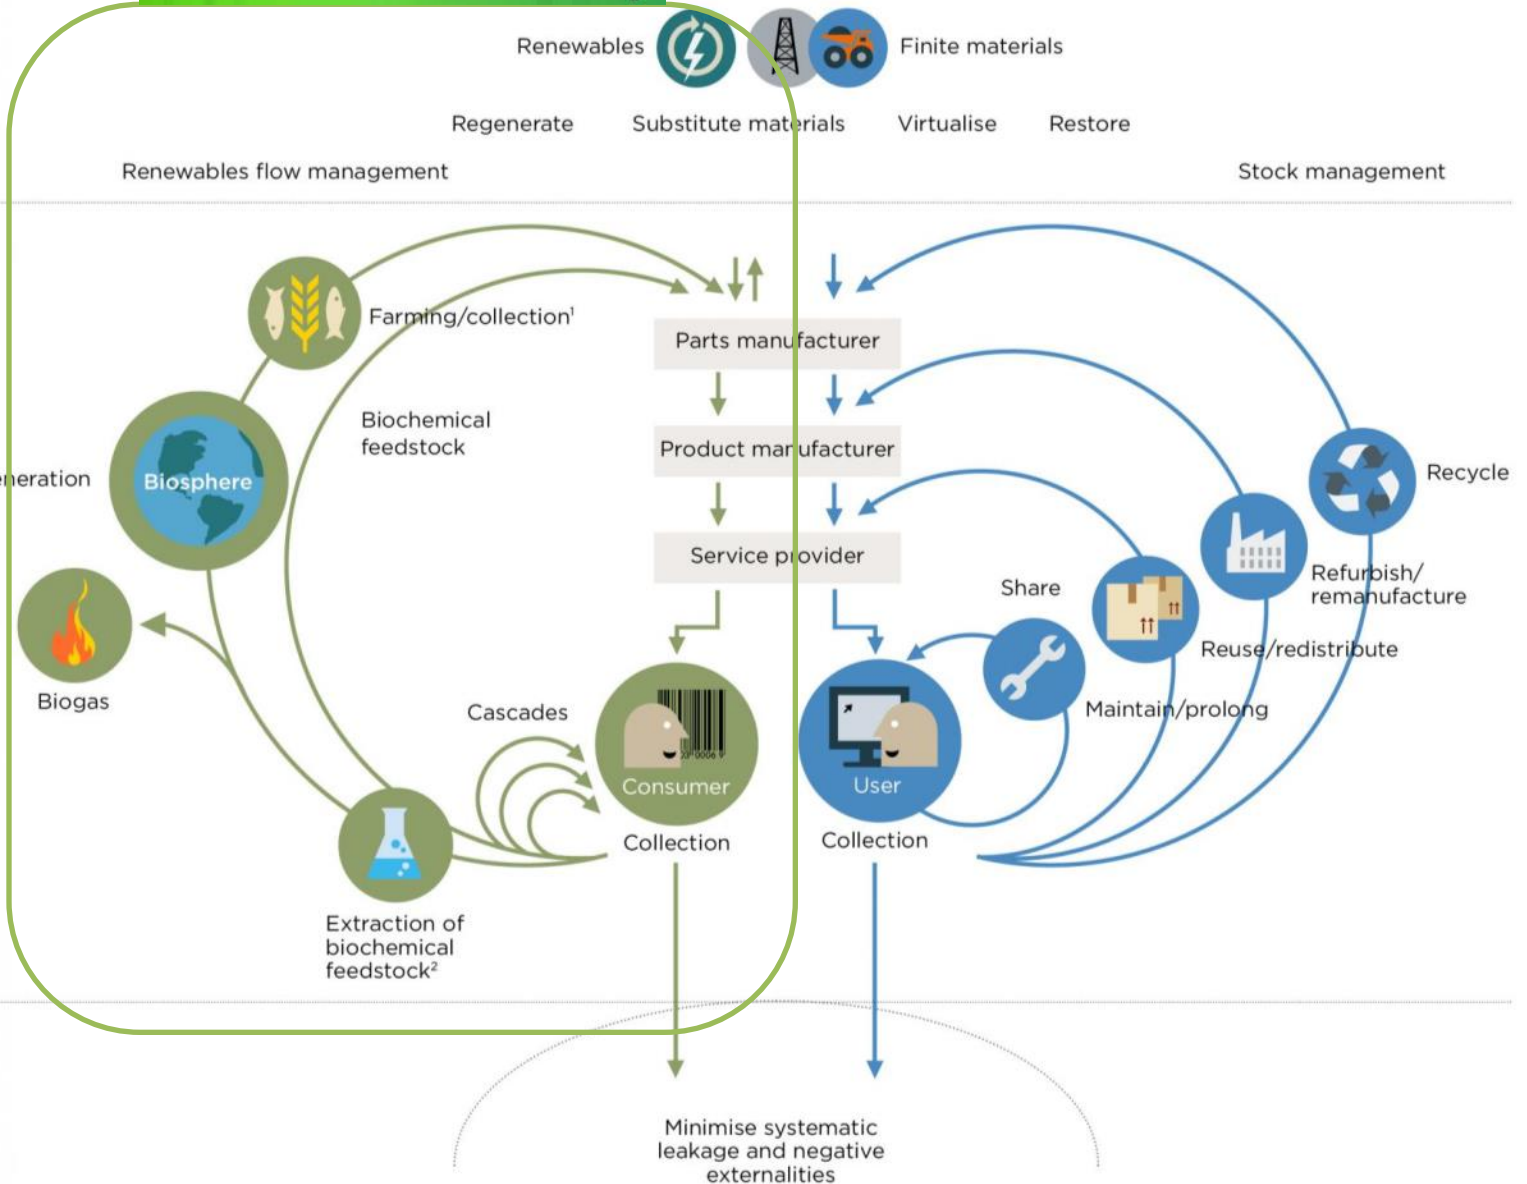 Renewables
Finite materials
Regenerate
Substitute materials
Virtualise
Restore
Renewables flow management
Stock management
Farming/collection¹
Parts manufacturer
Biochemical
feedstock
Product manufacturer
Biosphere
Recycle
Service provider
Share
Refurbish/
remanufacture
Reuse/redistribute
Biogas
Cascades
Maintain/prolong
Consumer
User
Collection
Collection
Extraction of
biochemical
feedstock²
Minimise systematic
leakage and negative
externalities